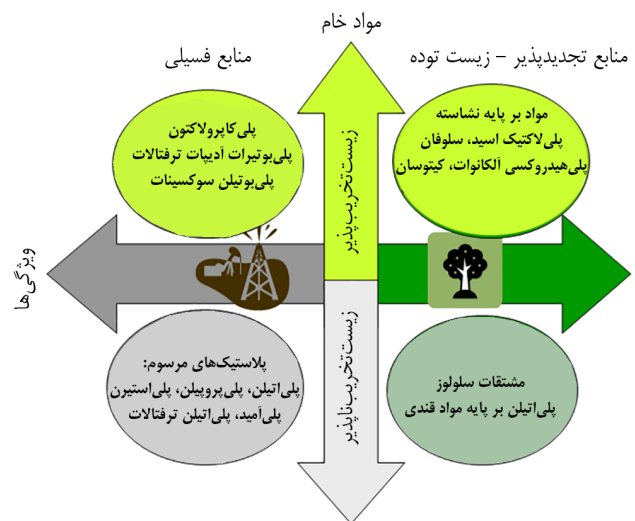 مواد خام
منابع تجدیدپذیر – زیست توده
منابع فسیلی
مواد بر پایه نشاسته
پلی‌لاکتیک اسید، سلوفان
پلی‌هیدروکسی آلکانوات، کیتوسان
پلی‌کاپرولاکتون
پلی‌بوتیرات آدیپات ترفتالات
پلی‌بوتیلن سوکسینات
زیست‌تخریب‌پذیر
ویژگی‌ها
زیست‌تخریب‌ناپذیر
مشتقات سلولوز
پلی‌اتیلن بر پایه مواد قندی
پلاستیک‌های مرسوم:
پلی‌اتیلن، پلی‌پروپیلن، پلی‌استیرن
پلی‌آمید، پلی‌اتیلن ترفتالات